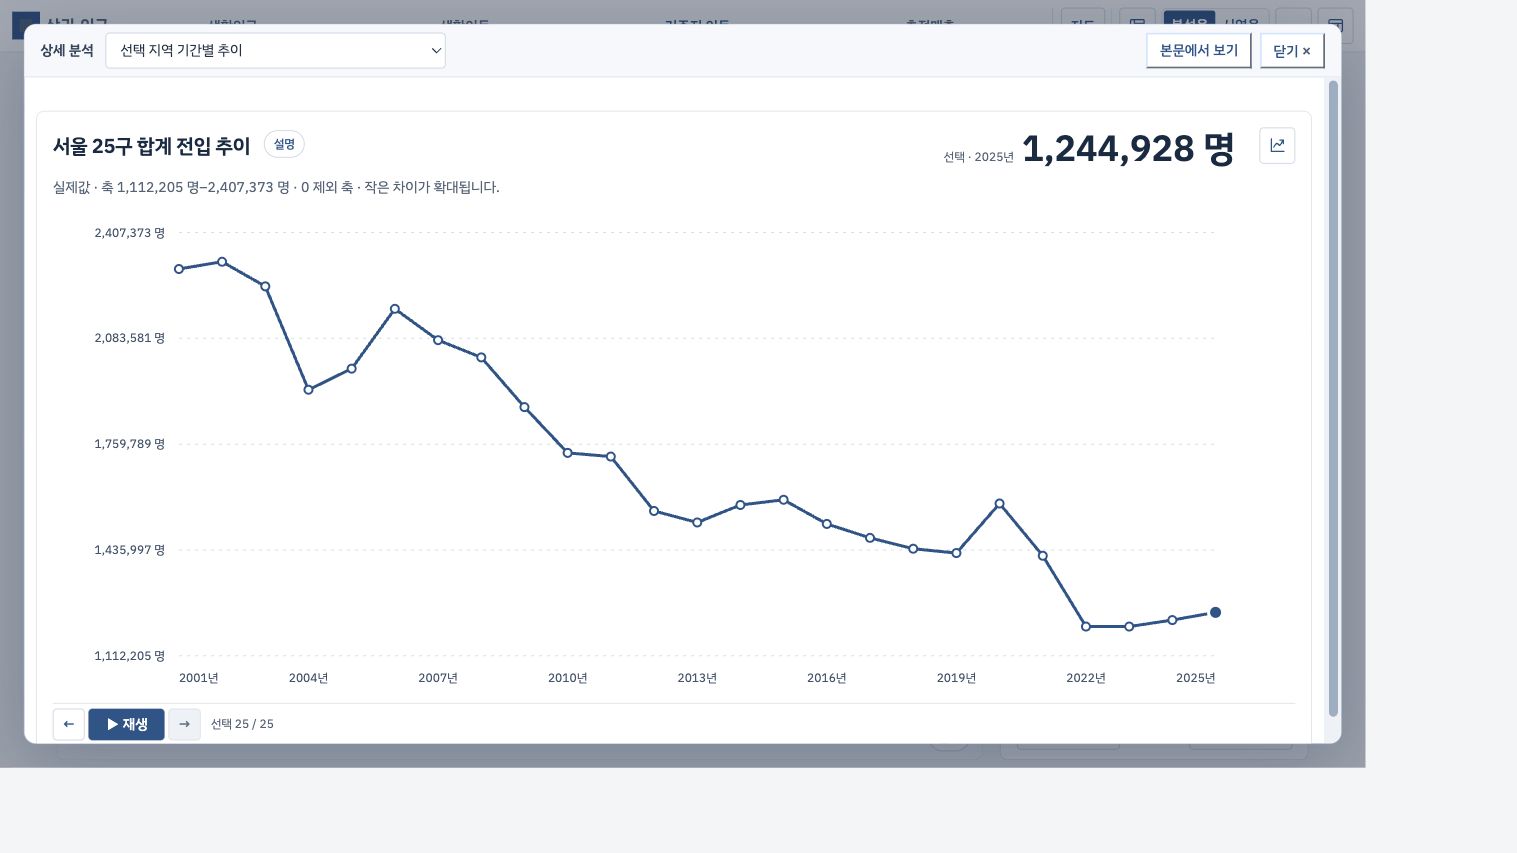 상세 분석
선택 지역 기간별 추이
본문에서 보기
닫기 ×
서울 25구 합계 전입 추이
설명
선택 · 2025년
1,244,928 명
실제값 · 축 1,112,205 명–2,407,373 명 · 0 제외 축 · 작은 차이가 확대됩니다.
2,407,373 명
2,083,581 명
1,759,789 명
1,435,997 명
1,112,205 명
2001년
2004년
2007년
2010년
2013년
2016년
2019년
2022년
2025년
←
▶ 재생
→
선택 25 / 25